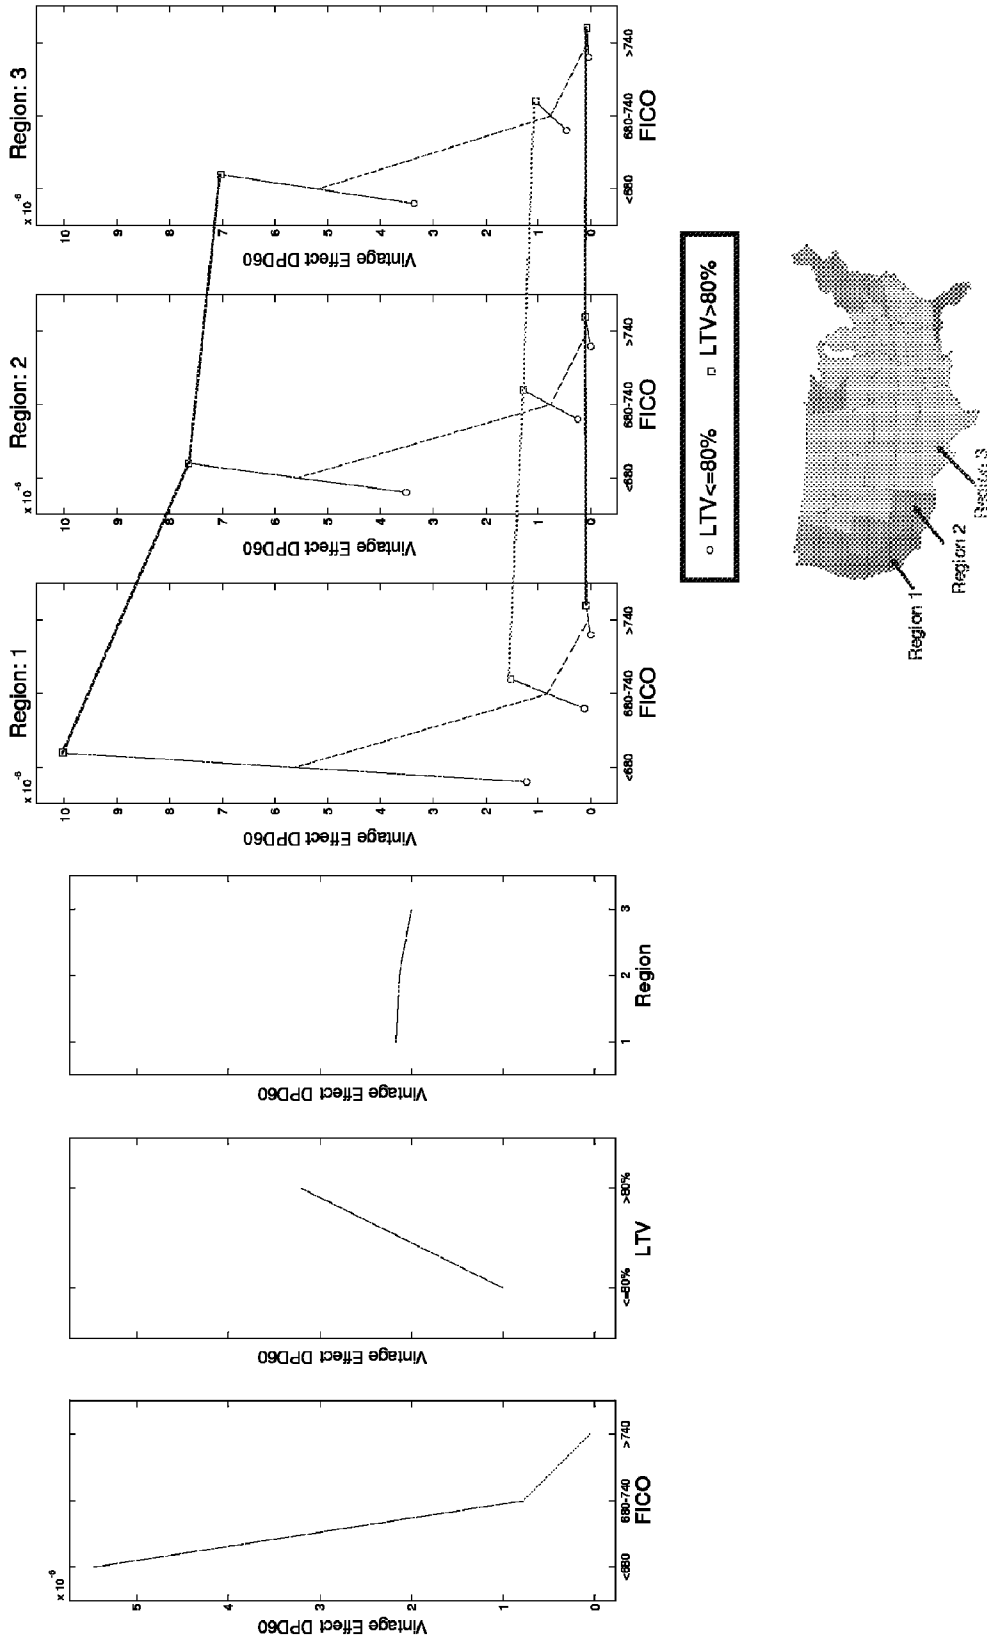 x 10⁻⁶
5
4
3
2
1
0
Vintage Effect DPD60
<680
680-740
>740
FICO
Vintage Effect DPD60
<=80%
>80%
LTV
Vintage Effect DPD60
1
2
3
Region
Region: 1
x 10⁻⁶
10
9
8
7
6
5
4
3
2
1
0
Vintage Effect DPD60
<680
680-740
>740
FICO
Region: 2
x 10⁻⁶
10
9
8
7
6
5
4
3
2
1
0
Vintage Effect DPD60
<680
680-740
>740
FICO
Region: 3
x 10⁻⁶
10
9
8
7
6
5
4
3
2
1
0
Vintage Effect DPD60
<680
680-740
>740
FICO
LTV<=80% LTV>80%
Region 1
Region 2
Region 3